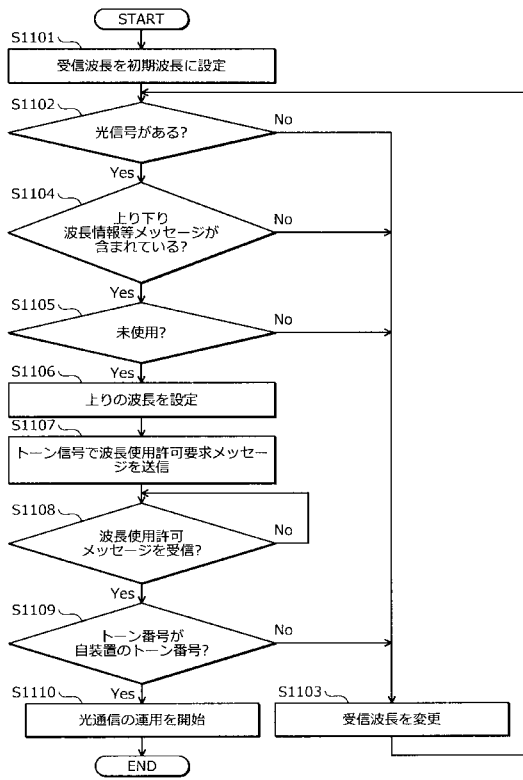 START
S1101
受信波長を初期波長に設定
S1102
光信号がある?
No
Yes
S1104
上り下り
波長情報等メッセージが
含まれている?
No
Yes
S1105
未使用?
No
Yes
S1106
上りの波長を設定
S1107
トーン信号で波長使用許可要求メッセー
ジを送信
S1108
波長使用許可
メッセージを受信?
No
Yes
S1109
トーン番号が
自装置のトーン番号?
No
Yes
S1110
光通信の運用を開始
S1103
受信波長を変更
END